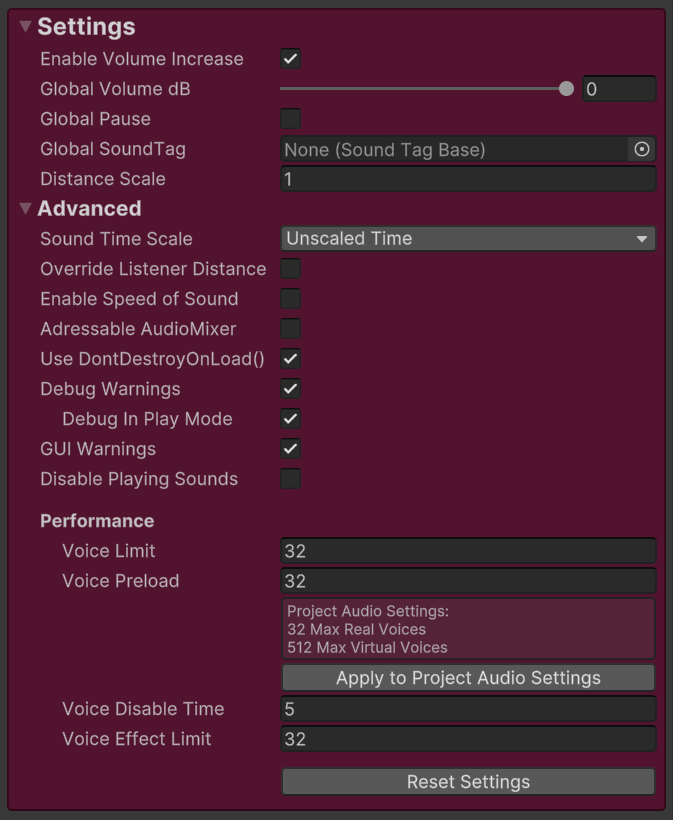 Settings
Enable Volume Increase
Global Volume dB 0
Global Pause
Global SoundTag None (Sound Tag Base)
Distance Scale 1
Advanced
Sound Time Scale Unscaled Time
Override Listener Distance
Enable Speed of Sound
Adressable AudioMixer
Use DontDestroyOnLoad()
Debug Warnings
Debug In Play Mode
GUI Warnings
Disable Playing Sounds
Performance
Voice Limit 32
Voice Preload 32
Project Audio Settings:
32 Max Real Voices
512 Max Virtual Voices
Apply to Project Audio Settings
Voice Disable Time 5
Voice Effect Limit 32
Reset Settings